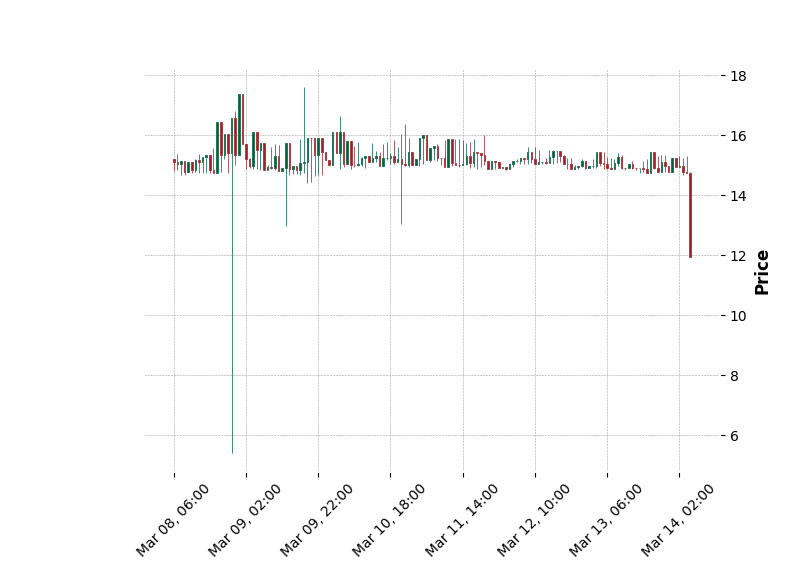 18
16
14
12
10
8
6
Price
Mar 08, 06:00
Mar 09, 02:00
Mar 09, 22:00
Mar 10, 18:00
Mar 11, 14:00
Mar 12, 10:00
Mar 13, 06:00
Mar 14, 02:00